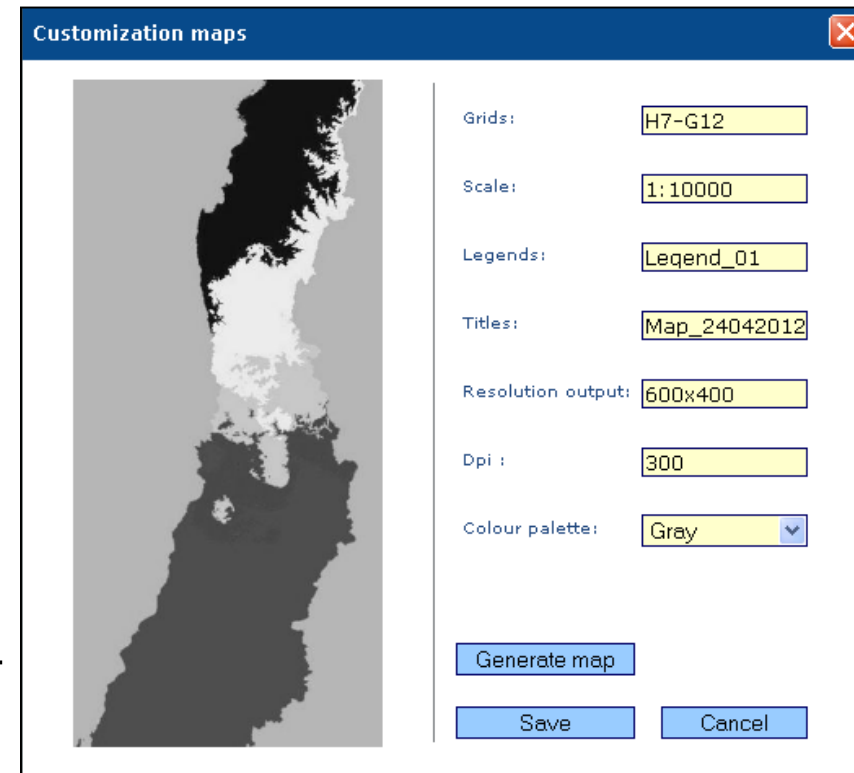 Customization maps
Grids: H7-G12
Scale: 1:10000
Legends: Legend_01
Titles: Map_24042012
Resolution output: 600x400
Dpi : 300
Colour palette: Gray
Generate map
Save Cancel